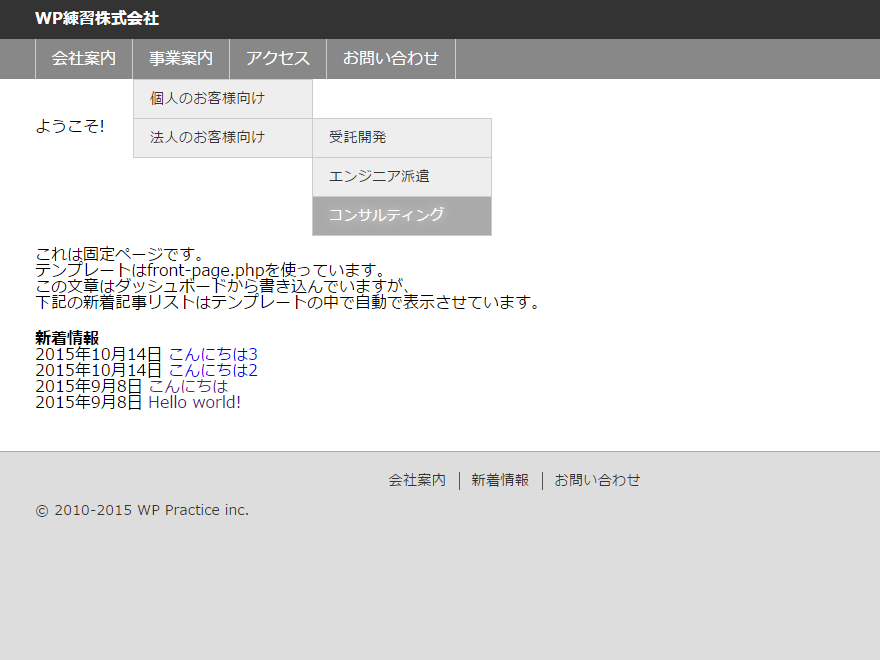 WP練習株式会社
会社案内 事業案内 アクセス お問い合わせ
個人のお客様向け
ようこそ!
法人のお客様向け 受託開発
エンジニア派遣
コンサルティング
これは固定ページです。
テンプレートはfront-page.phpを使っています。
この文章はダッシュボードから書き込んでいますが、
下記の新着記事リストはテンプレートの中で自動で表示させています。
新着情報
2015年10月14日 こんにちは3
2015年10月14日 こんにちは2
2015年9月8日 こんにちは
2015年9月8日 Hello world!
会社案内 新着情報 お問い合わせ
© 2010-2015 WP Practice inc.